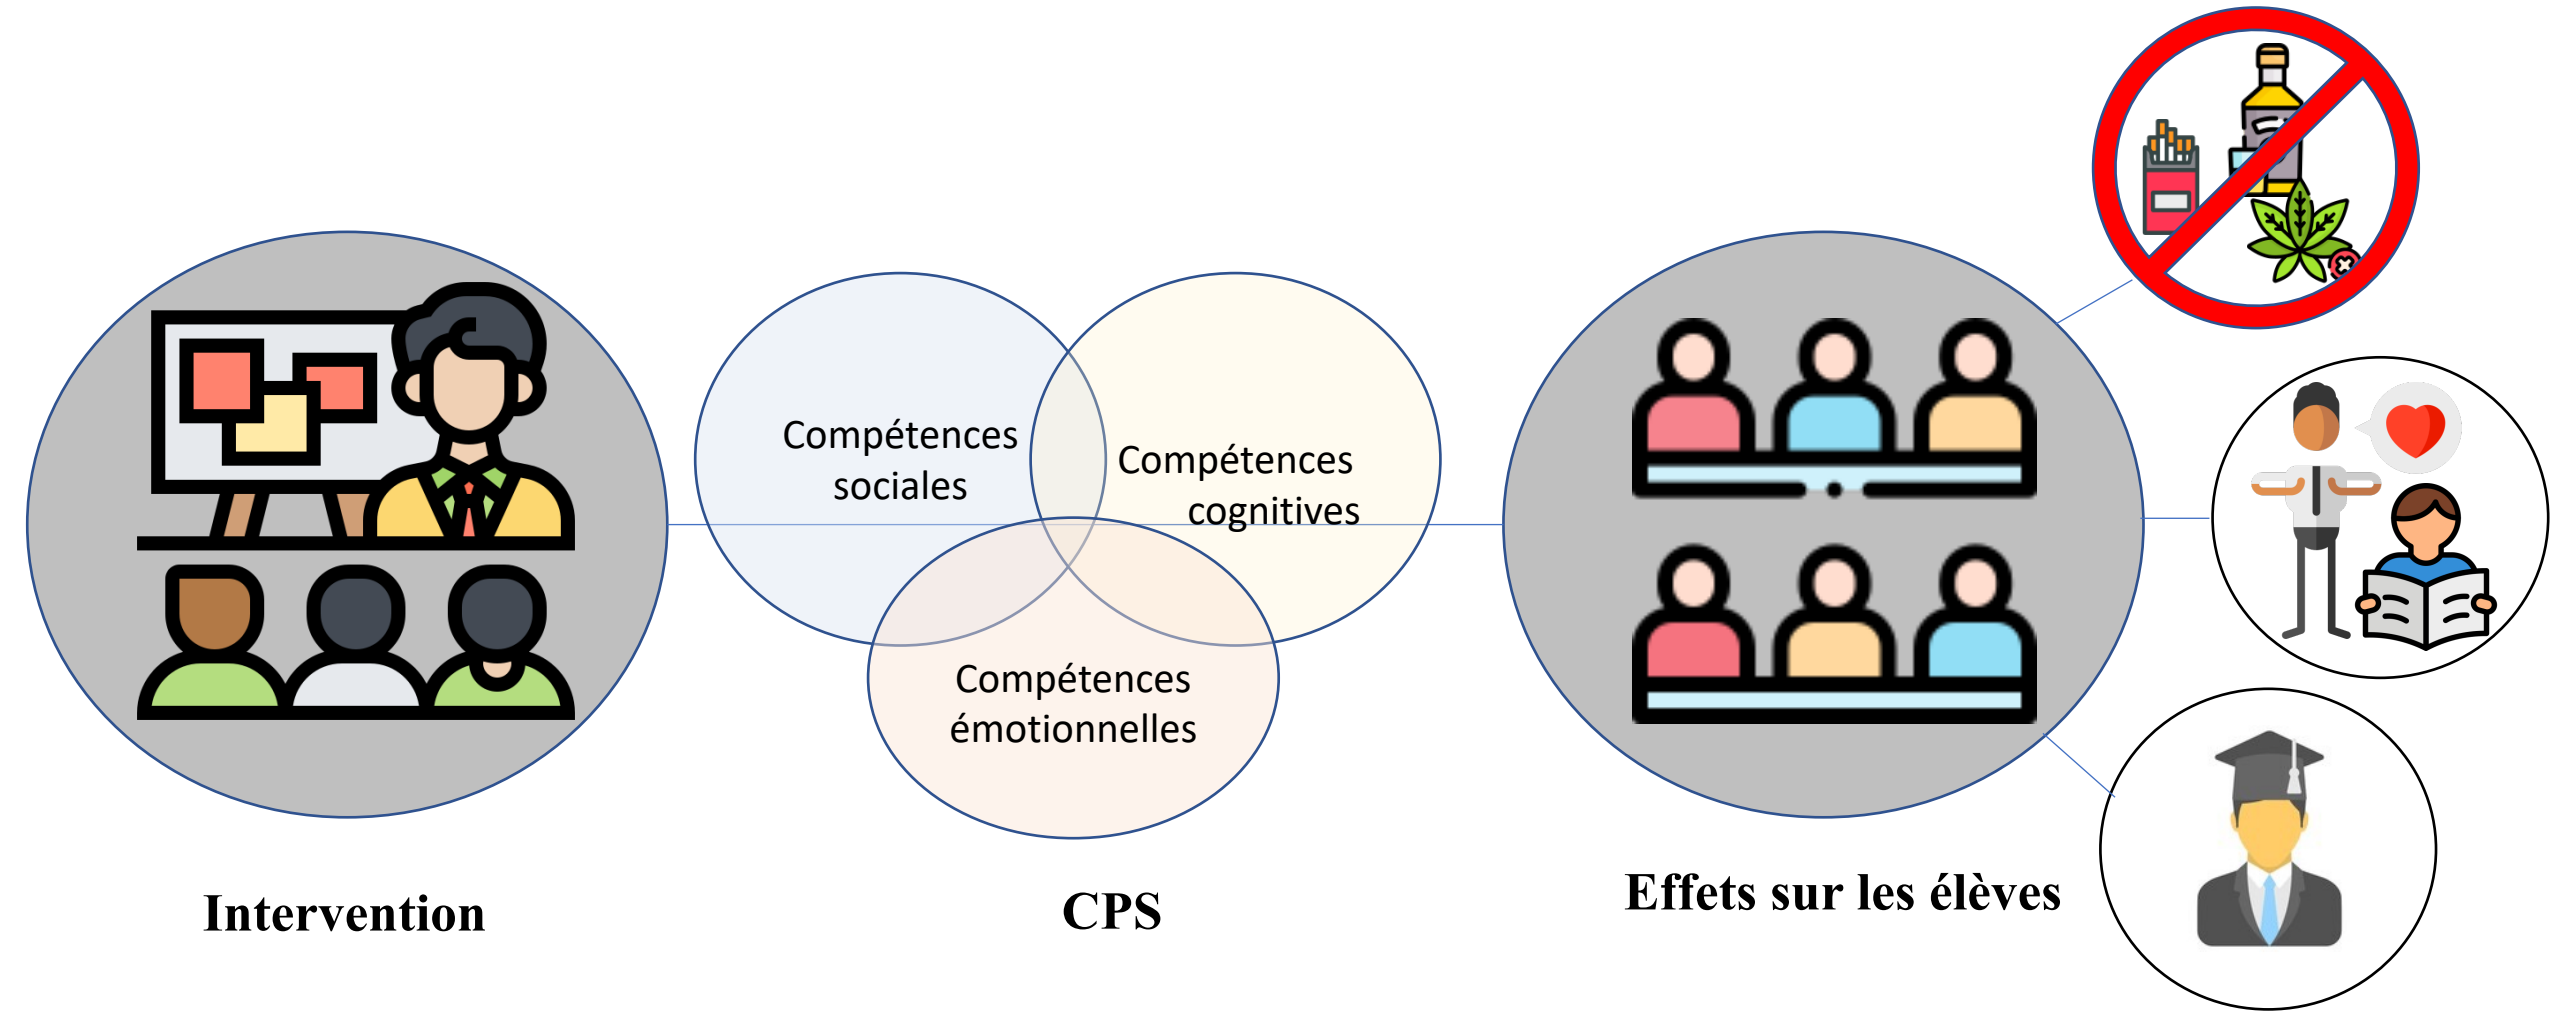 Compétences
sociales
Compétences
cognitives
Compétences
émotionnelles
Intervention
CPS
Effets sur les élèves